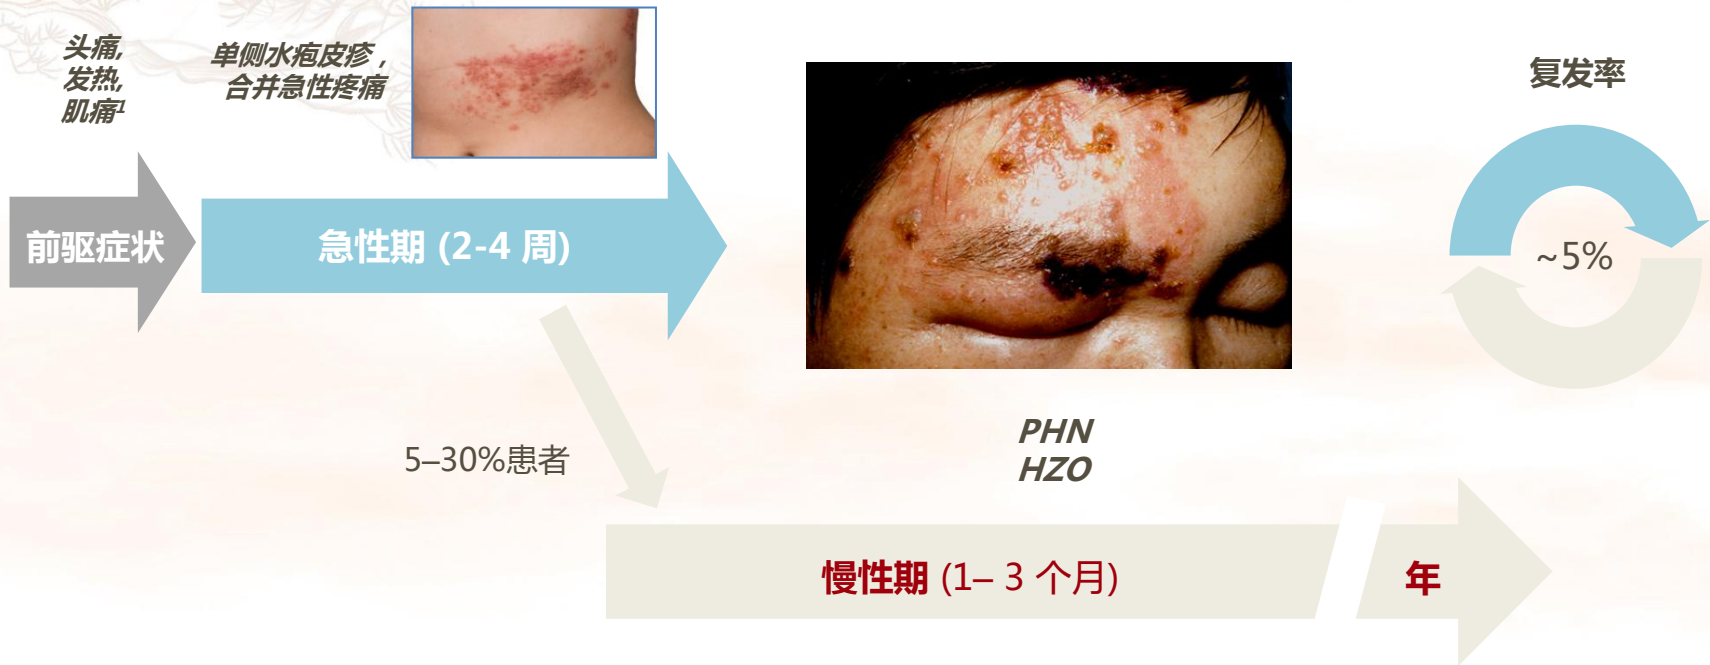 头痛,
发热,
肌痛1
单侧水疱皮疹，
合并急性疼痛
复发率
前驱症状
急性期 (2-4 周)
~5%
PHN
HZO
5–30%患者
慢性期 (1– 3 个月)
年